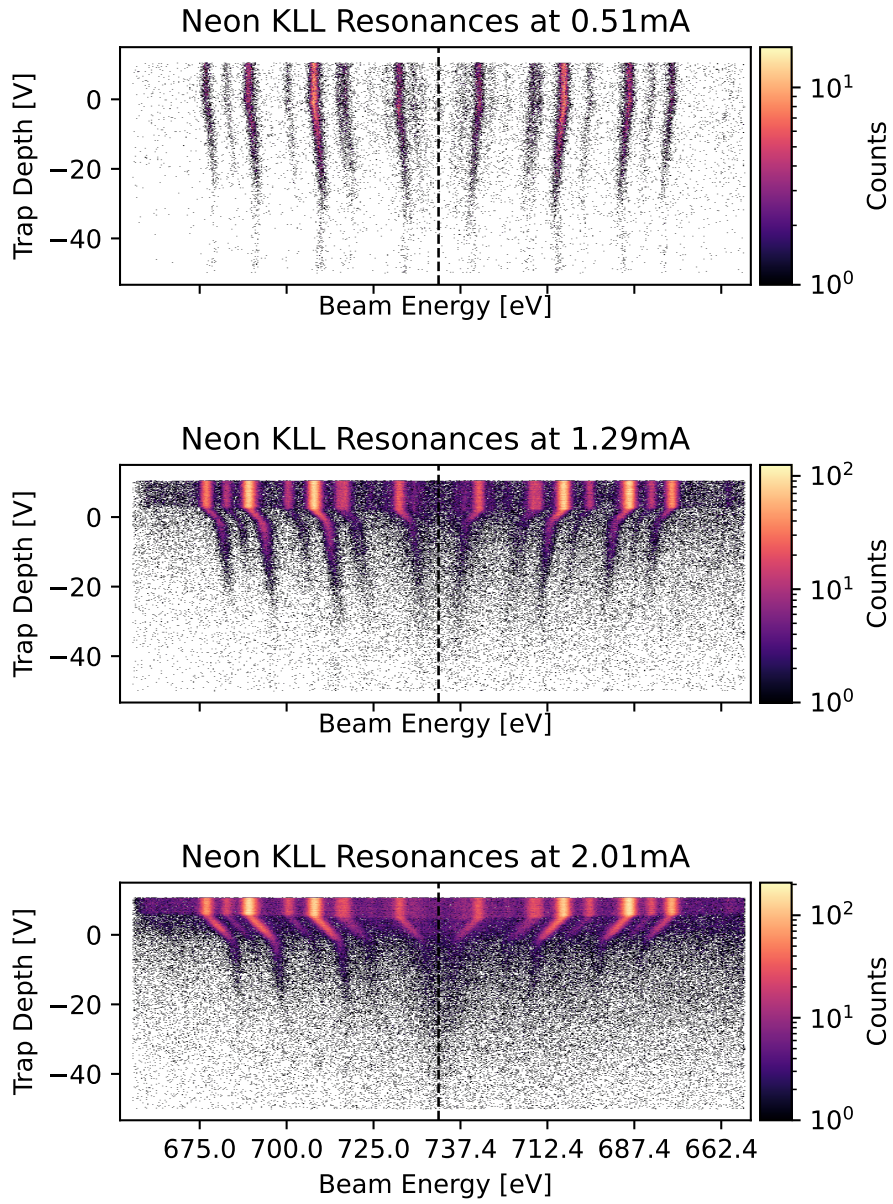 Neon KLL Resonances at 0.51mA
Trap Depth [V]
0
−20
−40
Beam Energy [eV]
10¹
10⁰
Counts
Neon KLL Resonances at 1.29mA
Trap Depth [V]
0
−20
−40
Beam Energy [eV]
10²
10¹
10⁰
Counts
Neon KLL Resonances at 2.01mA
Trap Depth [V]
0
−20
−40
675.0 700.0 725.0 737.4 712.4 687.4 662.4
Beam Energy [eV]
10²
10¹
10⁰
Counts